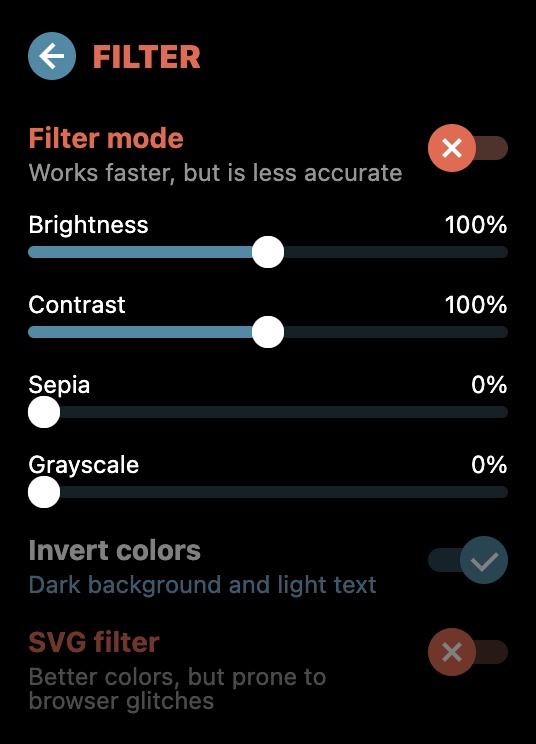 FILTER
Filter mode
Works faster, but is less accurate
Brightness 100%
Contrast 100%
Sepia 0%
Grayscale 0%
Invert colors
Dark background and light text
SVG filter
Better colors, but prone to
browser glitches